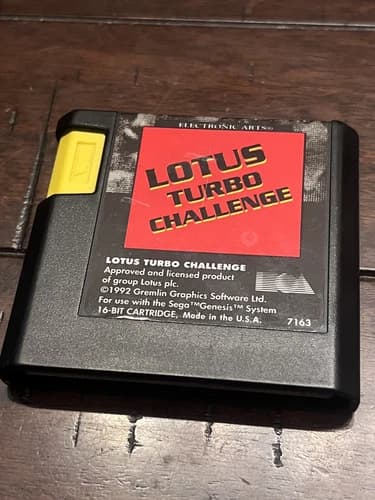 ELECTRONIC ARTS®
LOTUS
TURBO
CHALLENGE
LOTUS TURBO CHALLENGE
Approved and licensed product
of group Lotus plc.
©1992 Gremlin Graphics Software Ltd.
For use with the Sega™Genesis™ System
16-BIT CARTRIDGE, Made in the U.S.A. 7163